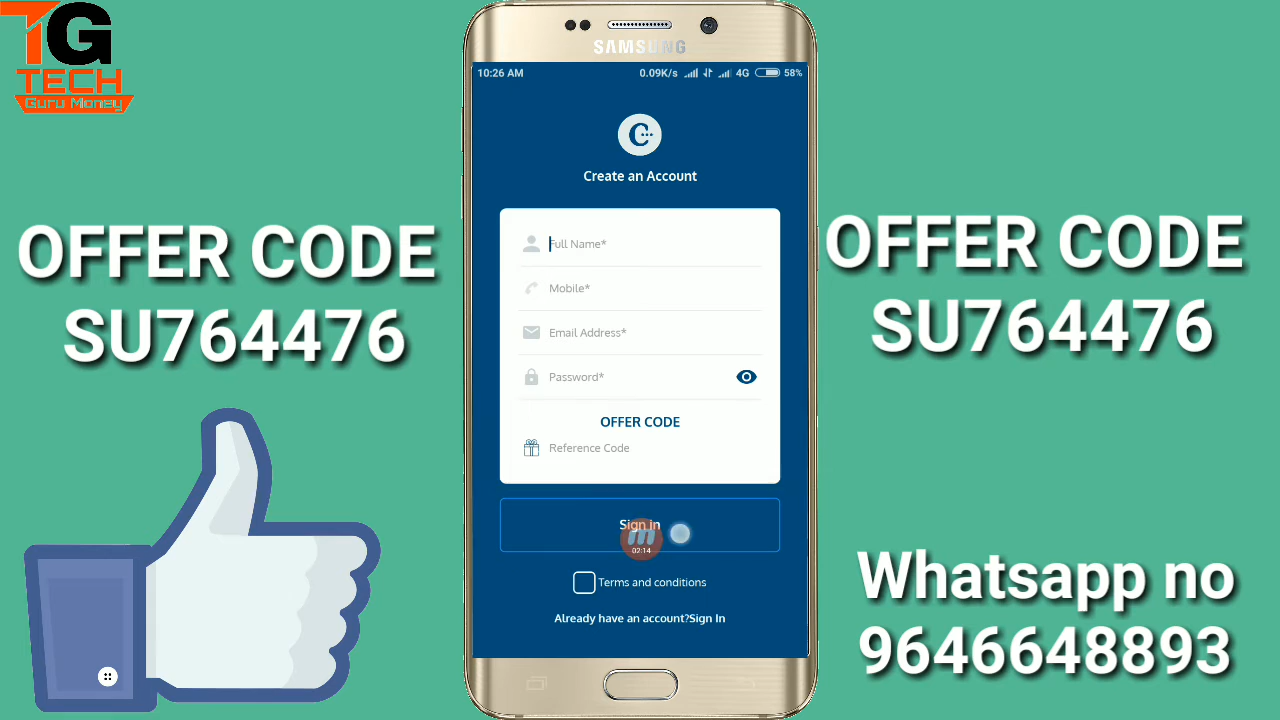 TG
TECH
Guru Money
OFFER CODE
SU764476
SAMSUNG
10:26 AM
0.09K/s
4G
58%
C
Create an Account
Full Name*
Mobile*
Email Address*
Password*
OFFER CODE
Reference Code
Sign in
m
02:14
Terms and conditions
Already have an account?Sign In
OFFER CODE
SU764476
Whatsapp no
9646648893